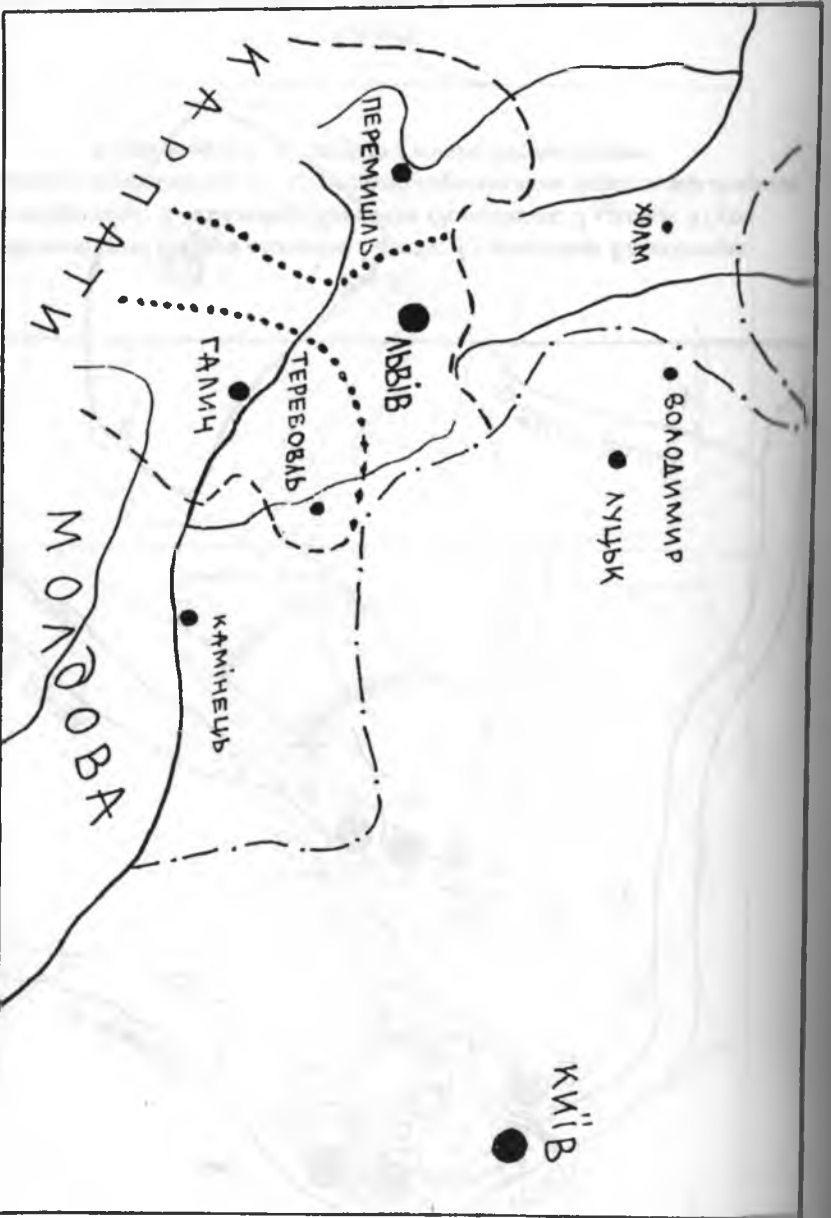 ХОЛМ
ВОЛОДИМИР
ЛУЦЬК
КИЇВ
ПЕРЕМИШЛЬ
ЛЬВІВ
ТЕРЕБОВЛЬ
ГАЛИЧ
КАМІНЕЦЬ
КАРПАТИ
МОЛДОВА